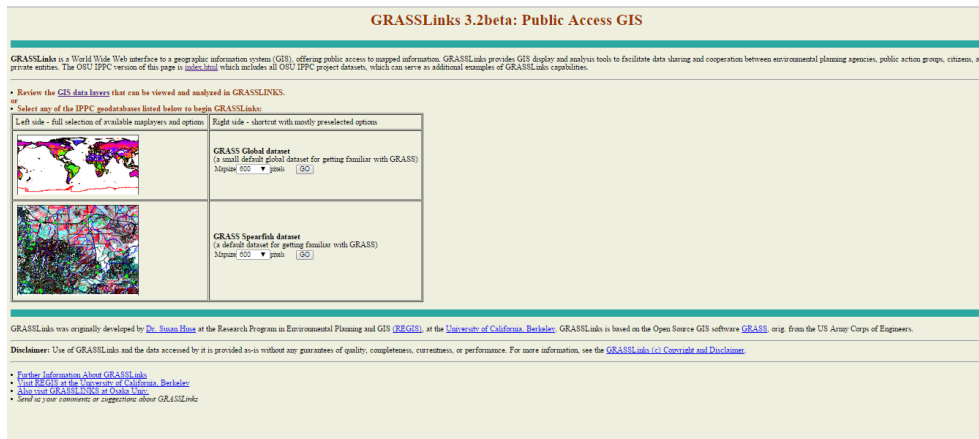 GRASSLinks 3.2beta: Public Access GIS
GRASSLinks is a World Wide Web interface to a geographic information system (GIS), offering public access to mapped information. GRASSLinks provides GIS display and analysis tools to facilitate data sharing and cooperation between environmental planning agencies, public action groups, citizens, a
private entities. The OSU IPPC version of this page is index.html which includes all OSU IPPC project datasets, which can serve as additional examples of GRASSLinks capabilities.
• Review the GIS data layers that can be viewed and analyzed in GRASSLINKS.
or
• Select any of the IPPC geodatabases listed below to begin GRASSLinks:
Left side - full selection of available maplayers and options
Right side - shortcut with mostly preselected options
GRASS Global dataset
(a small default global dataset for getting familiar with GRASS)
Mapsize 600 pixels GO
GRASS Spearfish dataset
(a default dataset for getting familiar with GRASS)
Mapsize 600 pixels GO
GRASSLinks was originally developed by Dr. Susan Huse at the Research Program in Environmental Planning and GIS (REGIS), at the University of California, Berkeley. GRASSLinks is based on the Open Source GIS software GRASS, orig. from the US Army Corps of Engineers.
Disclaimer: Use of GRASSLinks and the data accessed by it is provided as-is without any guarantees of quality, completeness, currentness, or performance. For more information, see the GRASSLinks (c) Copyright and Disclaimer.
• Further Information About GRASSLinks
• Visit REGIS at the University of California, Berkeley
• Also visit GRASSLINKS at Osaka Univ.
• Send us your comments or suggestions about GRASSLinks